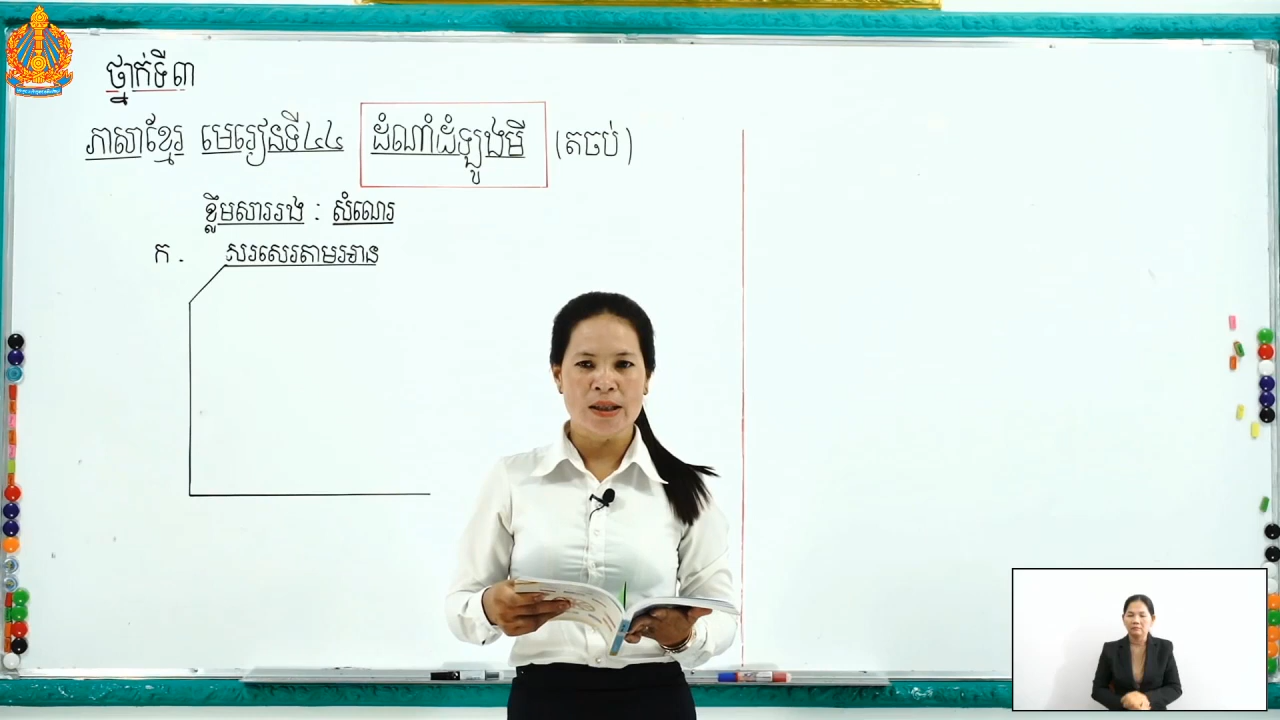 ថ្នាក់ទី៣
ភាសាខ្មែរ មេរៀនទី៤៤ ដំណាំដំឡូងមី (តចប់)
ខ្លឹមសាររង : សំណេរ
ក. សរសេរតាមអាន